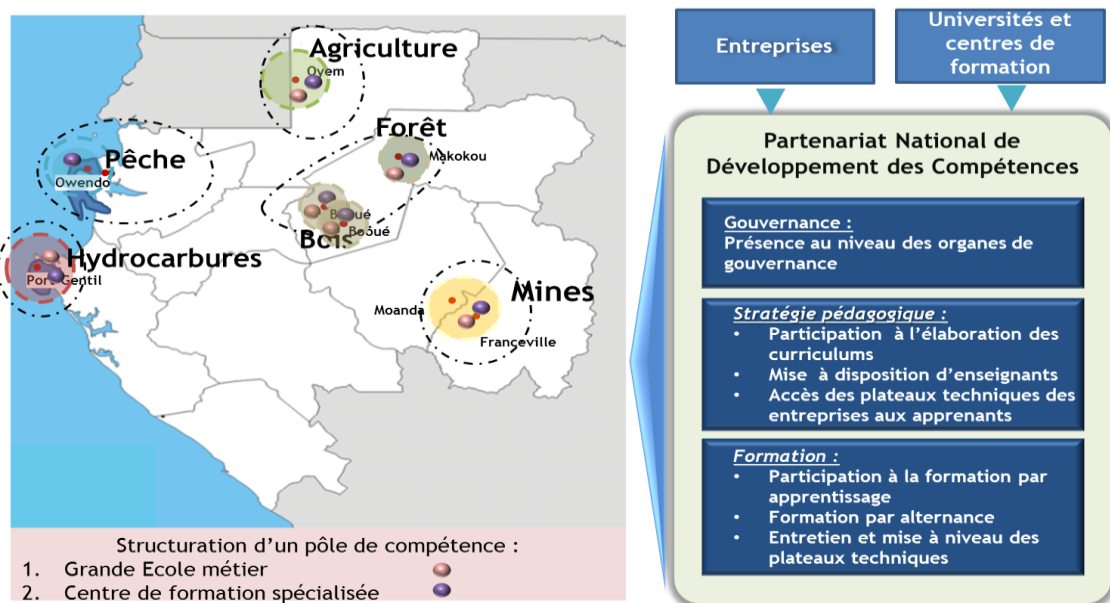 Agriculture
Oyem
Forêt
Makokou
Pêche
Owendo
Booué
Bois
Booué
Hydrocarbures
Port Gentil
Mines
Moanda
Franceville
Structuration d'un pôle de compétence :
1. Grande Ecole métier
2. Centre de formation spécialisée
Entreprises
Universités et
centres de
formation
Partenariat National de
Développement des Compétences
Gouvernance :
Présence au niveau des organes de
gouvernance
Stratégie pédagogique :
• Participation à l'élaboration des
curriculums
• Mise à disposition d'enseignants
• Accès des plateaux techniques des
entreprises aux apprenants
Formation :
• Participation à la formation par
apprentissage
• Formation par alternance
• Entretien et mise à niveau des
plateaux techniques